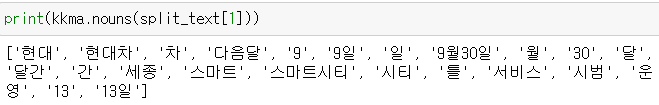 print(kkma.nouns(split_text[1]))
['현대', '현대차', '차', '다음달', '9', '9일', '일', '9월30일', '월', '30', '달',
'달간', '간', '세종', '스마트', '스마트시티', '시티', '틀', '서비스', '시범', '운
영', '13', '13일']